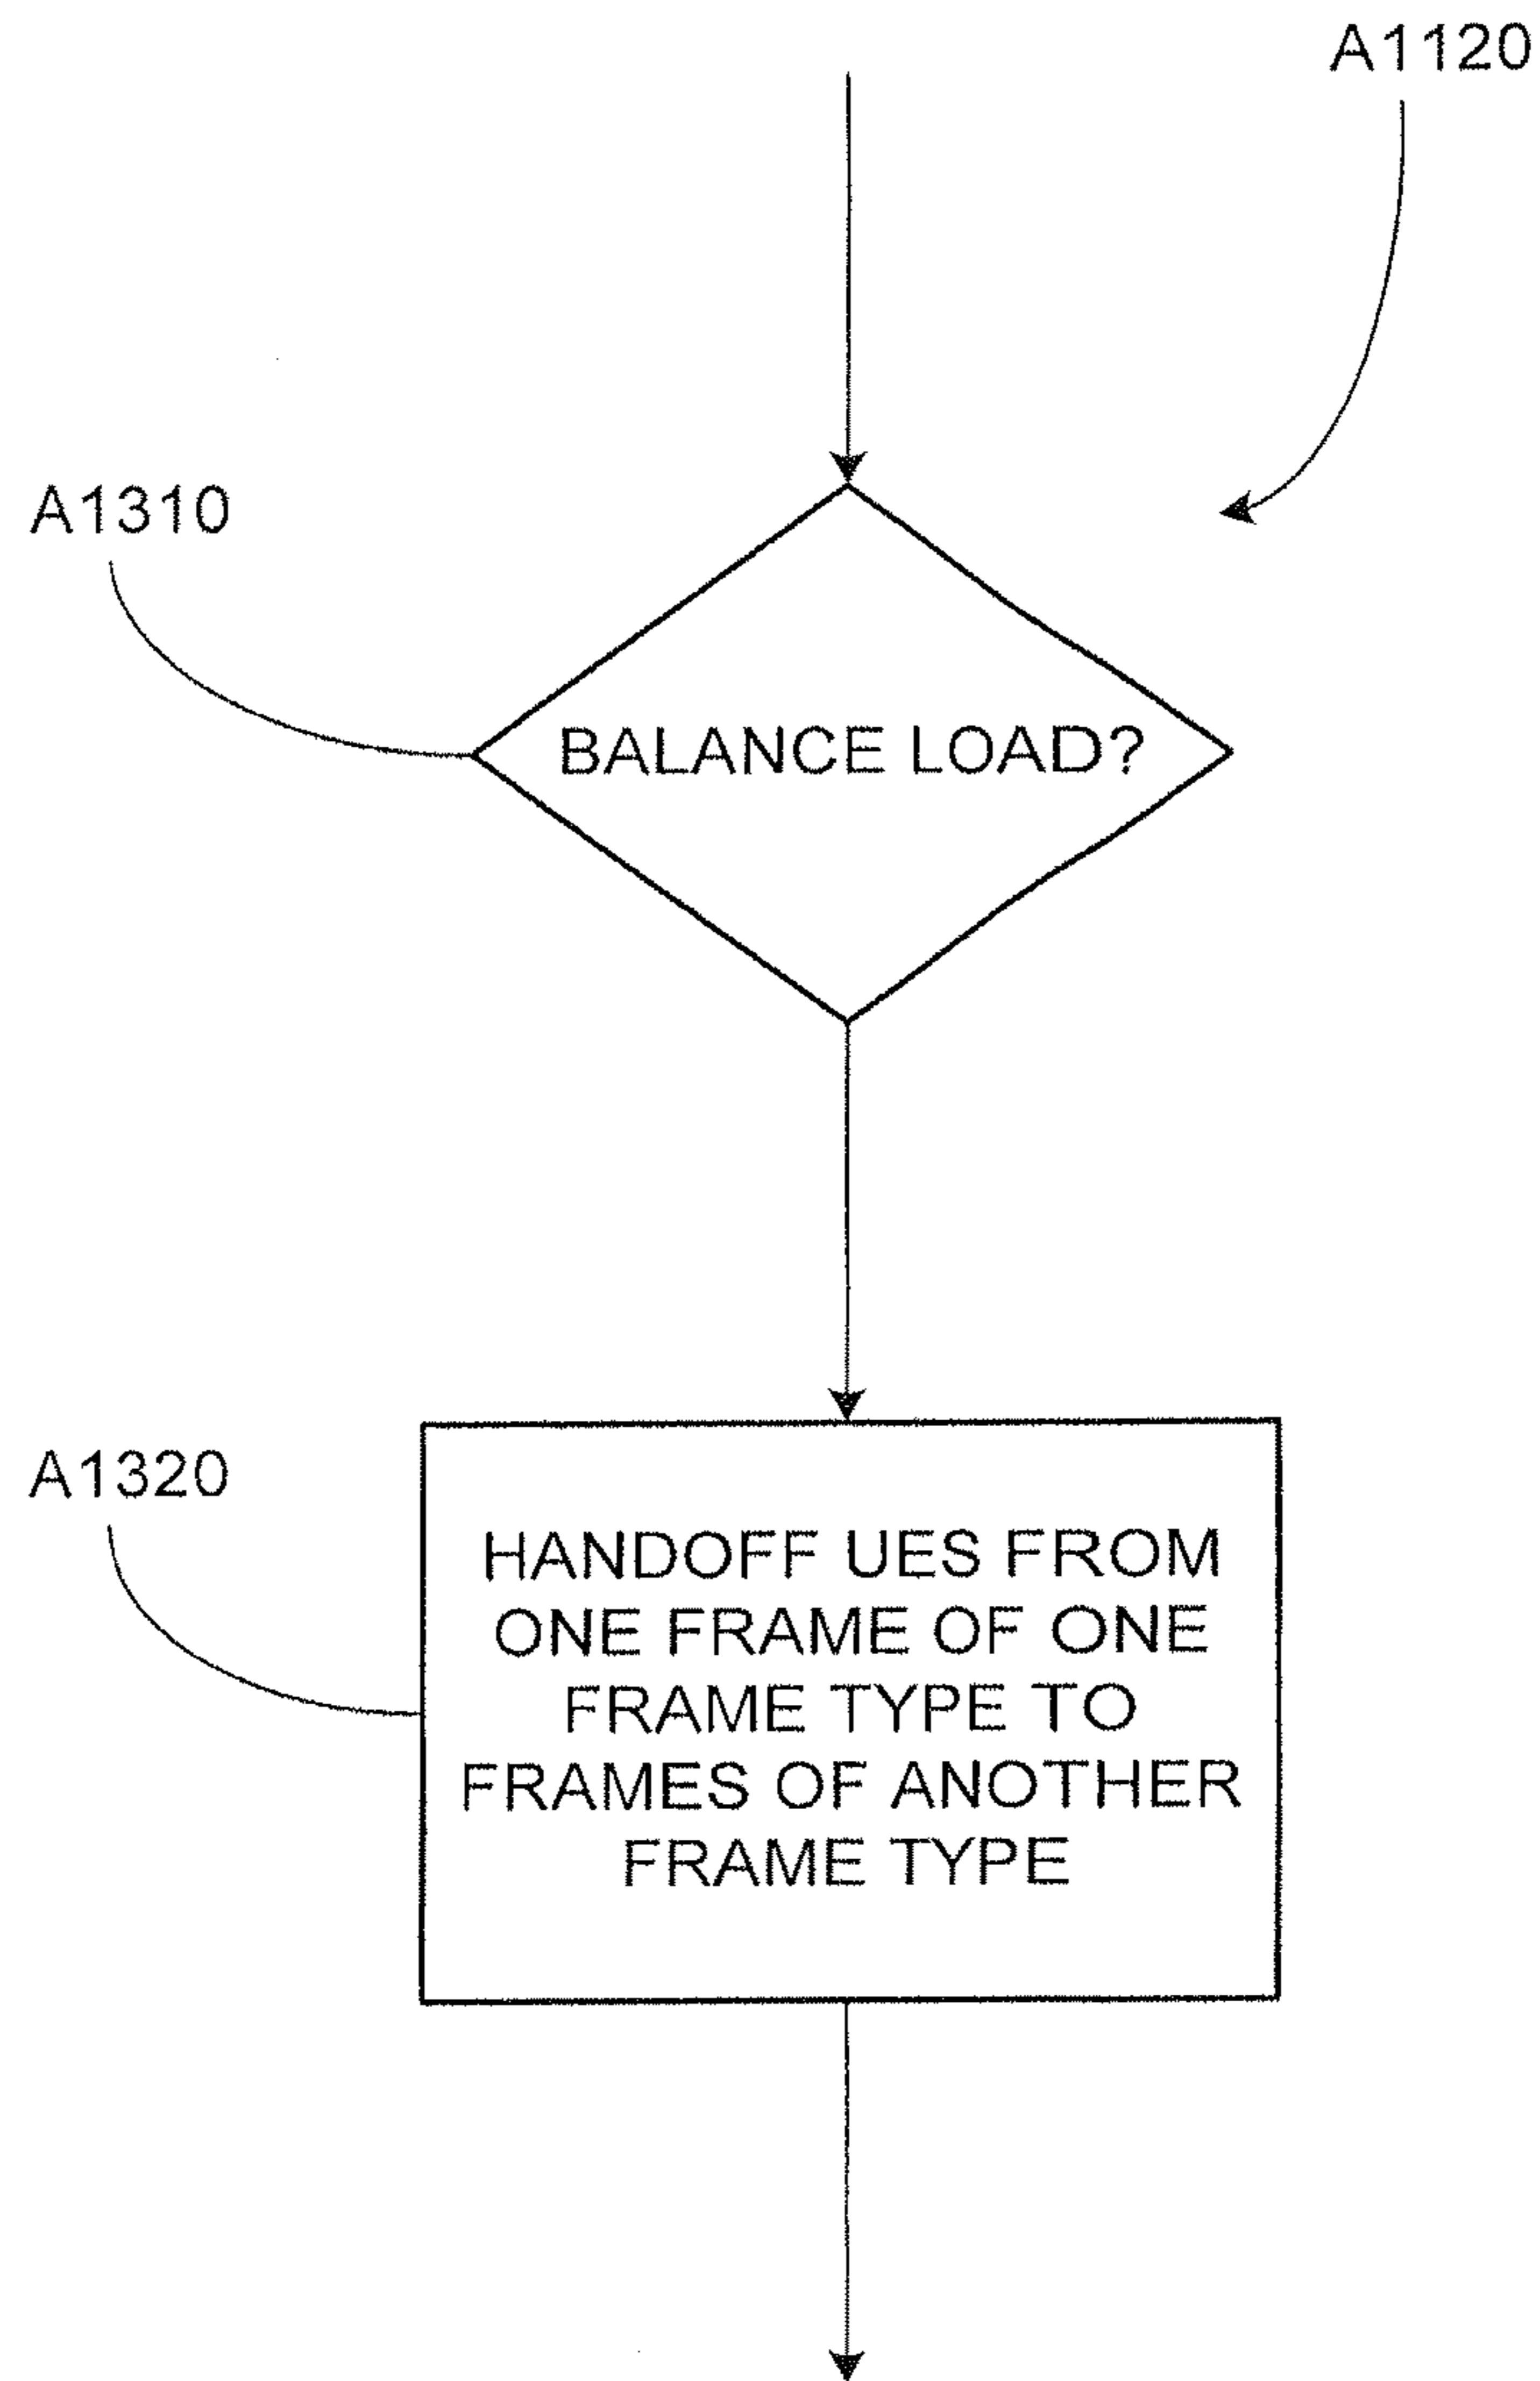 A1120
A1310
BALANCE LOAD?
A1320
HANDOFF UES FROM
ONE FRAME OF ONE
FRAME TYPE TO
FRAMES OF ANOTHER
FRAME TYPE